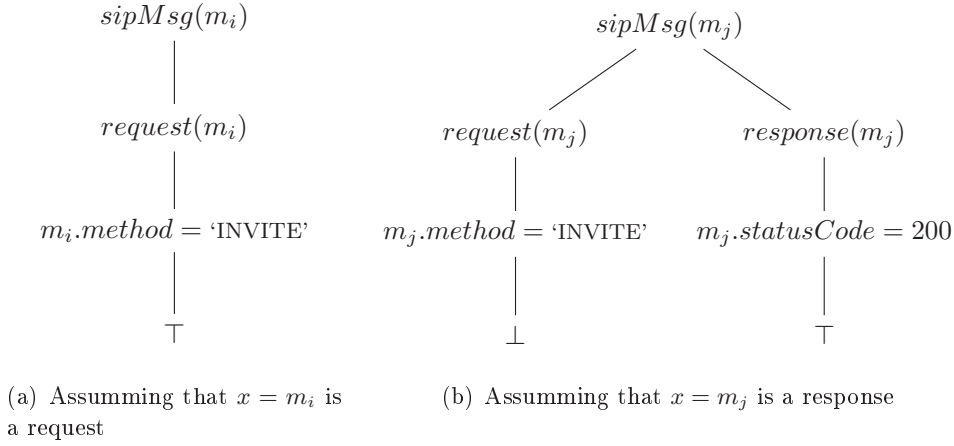 sipMsg(m_i)
sipMsg(m_j)
request(m_i)
request(m_j)
response(m_j)
m_i.method = ‘INVITE’
m_j.method = ‘INVITE’
m_j.statusCode = 200
⊤
⊥
⊤
(a) Assumming that x = m_i is
a request
(b) Assumming that x = m_j is a response